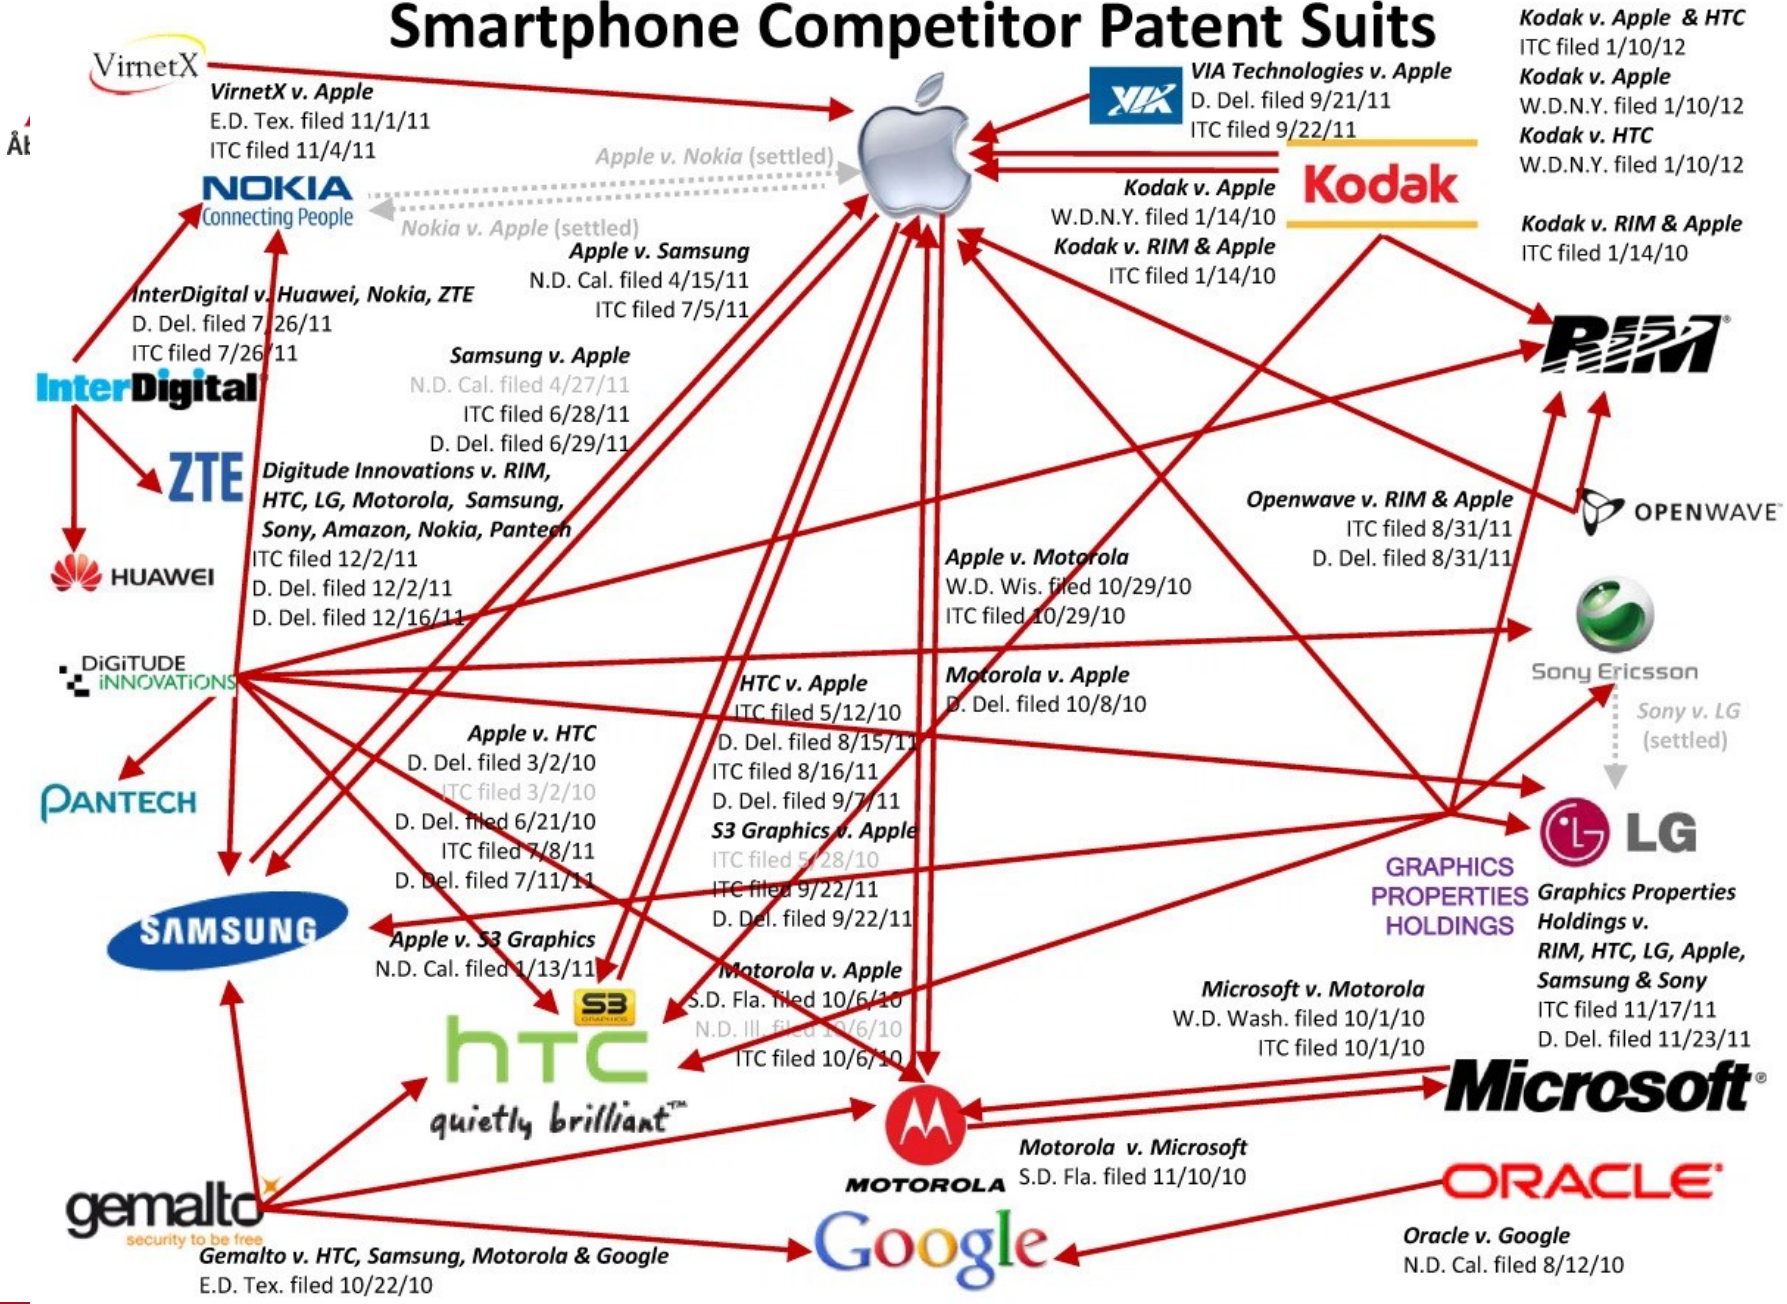 Smartphone Competitor Patent Suits
Kodak v. Apple & HTC
ITC filed 1/10/12
Kodak v. Apple
W.D.N.Y. filed 1/10/12
Kodak v. HTC
W.D.N.Y. filed 1/10/12
Kodak v. RIM & Apple
ITC filed 1/14/10
VirnetX
VirnetX v. Apple
E.D. Tex. filed 11/1/11
ITC filed 11/4/11
VIA
VIA Technologies v. Apple
D. Del. filed 9/21/11
ITC filed 9/22/11
Kodak
Kodak v. Apple
W.D.N.Y. filed 1/14/10
Kodak v. RIM & Apple
ITC filed 1/14/10
NOKIA
Connecting People
Apple v. Nokia (settled)
Nokia v. Apple (settled)
Apple v. Samsung
N.D. Cal. filed 4/15/11
ITC filed 7/5/11
InterDigital v. Huawei, Nokia, ZTE
D. Del. filed 7/26/11
ITC filed 7/26/11
InterDigital
Samsung v. Apple
N.D. Cal. filed 4/27/11
ITC filed 6/28/11
D. Del. filed 6/29/11
RIM®
ZTE
Digitude Innovations v. RIM,
HTC, LG, Motorola, Samsung,
Sony, Amazon, Nokia, Pantech
ITC filed 12/2/11
D. Del. filed 12/2/11
D. Del. filed 12/16/11
HUAWEI
Openwave v. RIM & Apple
ITC filed 8/31/11
D. Del. filed 8/31/11
OPENWAVE™
Apple v. Motorola
W.D. Wis. filed 10/29/10
ITC filed 10/29/10
Motorola v. Apple
D. Del. filed 10/8/10
Sony Ericsson
Sony v. LG
(settled)
DiGiTUDE
iNNOVATiONS
PANTECH
HTC v. Apple
ITC filed 5/12/10
D. Del. filed 8/15/11
ITC filed 8/16/11
D. Del. filed 9/7/11
S3 Graphics v. Apple
ITC filed 5/28/10
ITC filed 9/22/11
D. Del. filed 9/22/11
Apple v. HTC
D. Del. filed 3/2/10
ITC filed 3/2/10
D. Del. filed 6/21/10
ITC filed 7/8/11
D. Del. filed 7/11/11
Apple v. S3 Graphics
N.D. Cal. filed 1/13/11
LG
GRAPHICS
PROPERTIES
HOLDINGS
Graphics Properties
Holdings v.
RIM, HTC, LG, Apple,
Samsung & Sony
ITC filed 11/17/11
D. Del. filed 11/23/11
SAMSUNG
S3
GRAPHICS
hTC
quietly brilliant™
Motorola v. Apple
S.D. Fla. filed 10/6/10
N.D. Ill. filed 10/6/10
ITC filed 10/6/10
Microsoft v. Motorola
W.D. Wash. filed 10/1/10
ITC filed 10/1/10
Microsoft®
MOTOROLA
Motorola v. Microsoft
S.D. Fla. filed 11/10/10
ORACLE
gemalto
security to be free
Gemalto v. HTC, Samsung, Motorola & Google
E.D. Tex. filed 10/22/10
Google
Oracle v. Google
N.D. Cal. filed 8/12/10